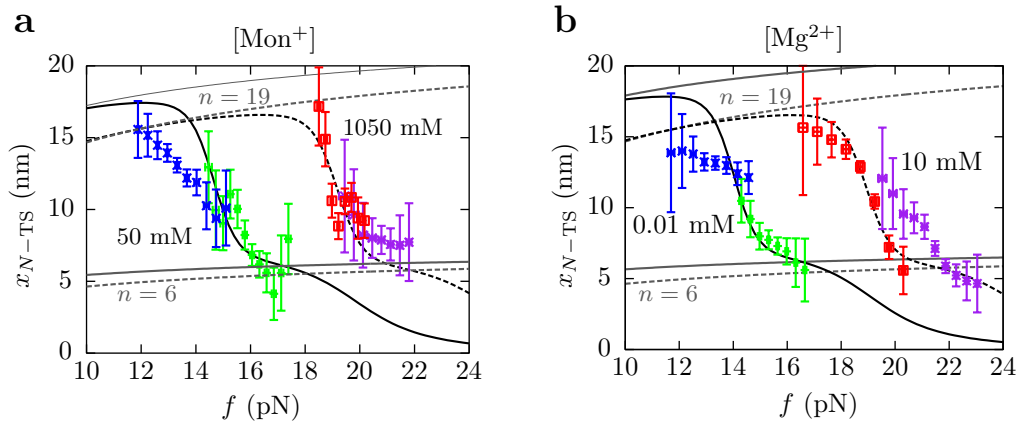 a
[Mon⁺]
x_{N−TS} (nm)
20
15
10
5
0
n = 19
1050 mM
50 mM
n = 6
10 12 14 16 18 20 22 24
f (pN)
b
[Mg²⁺]
x_{N−TS} (nm)
20
15
10
5
0
n = 19
10 mM
0.01 mM
n = 6
10 12 14 16 18 20 22 24
f (pN)